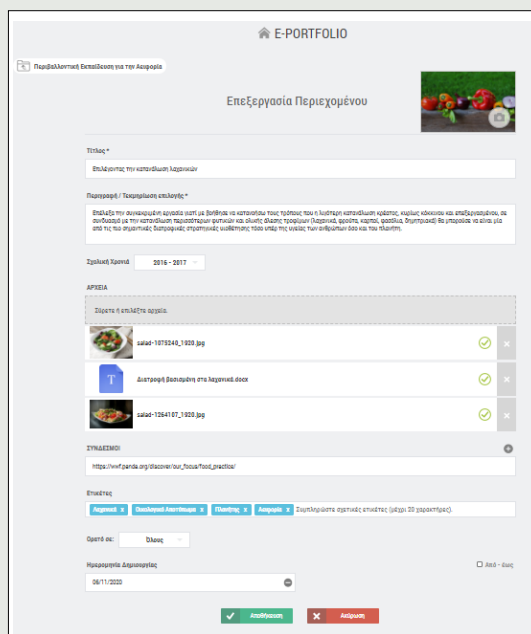 E-PORTFOLIO
Περιβαλλοντική Εκπαίδευση για την Αειφορία
Επεξεργασία Περιεχομένου
Τίτλος *
Επιλέγοντας την κατανάλωση λαχανικών
Περιγραφή / Τεκμηρίωση επιλογής *
Επέλεξα την συγκεκριμένη εργασία γιατί με βοήθησε να κατανοήσω τους τρόπους που η λιγότερη κατανάλωση κρέατος, κυρίως κόκκινου και επεξεργασμένου, σε
συνδυασμό με την κατανάλωση περισσότερων φυτικών και ολικής άλεσης τροφίμων (λαχανικά, φρούτα, καρποί, φασόλια, δημητριακά) θα μπορούσε να είναι μία
από τις πιο σημαντικές διατροφικές στρατηγικές υιοθέτησης τόσο υπέρ της υγείας των ανθρώπων όσο και του πλανήτη.
Σχολική Χρονιά 2016 - 2017
ΑΡΧΕΙΑ
Σύρετε ή επιλέξτε αρχεία.
salad-1075240_1920.jpg
T Διατροφή βασισμένη στα λαχανικά.docx
salad-1264107_1920.jpg
ΣΥΝΔΕΣΜΟΙ
https://wwf.panda.org/discover/our_focus/food_practice/
Ετικέτες
Λαχανικά x Οικολογικό Αποτύπωμα x Πλανήτης x Αειφορία x Συμπληρώστε σχετικές ετικέτες (μέχρι 20 χαρακτήρες).
Ορατό σε: Όλους
Ημερομηνία Δημιουργίας Από - έως
08/11/2020
Αποθήκευση Ακύρωση